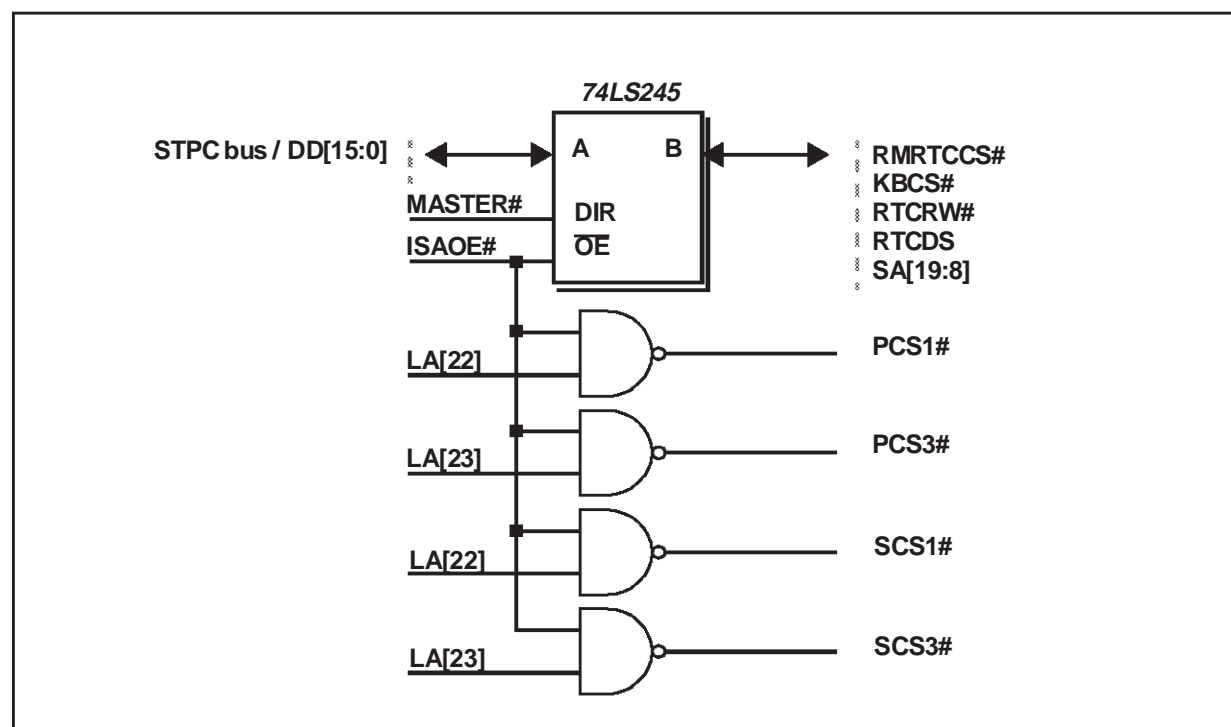 74LS245
STPC bus / DD[15:0]
A
B
RMRTCCS#
KBCS#
MASTER#
DIR
RTCRW#
ISAOE#
OE
RTCDS
SA[19:8]
LA[22]
PCS1#
LA[23]
PCS3#
LA[22]
SCS1#
LA[23]
SCS3#